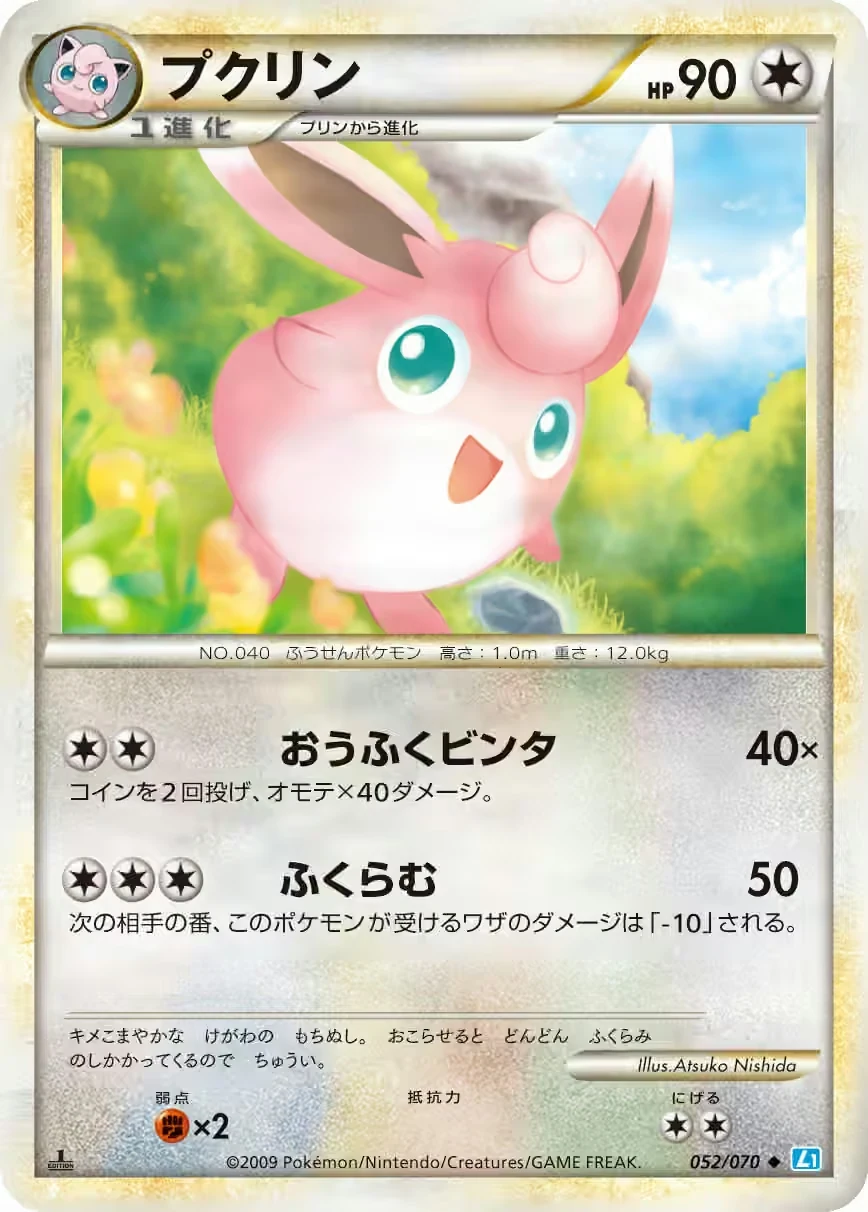 プクリン HP90
1進化 プリンから進化
NO.040 ふうせんポケモン 高さ:1.0m 重さ:12.0kg
おうふくビンタ 40×
コインを2回投げ、オモテ×40ダメージ。
ふくらむ 50
次の相手の番、このポケモンが受けるワザのダメージは「-10」される。
キメこまやかな けがわの もちぬし。 おこらせると どんどん ふくらみ
のしかかってくるので ちゅうい。
Illus.Atsuko Nishida
弱点 抵抗力 にげる
×2
1 EDITION ©2009 Pokémon/Nintendo/Creatures/GAME FREAK. 052/070 ◆ L1